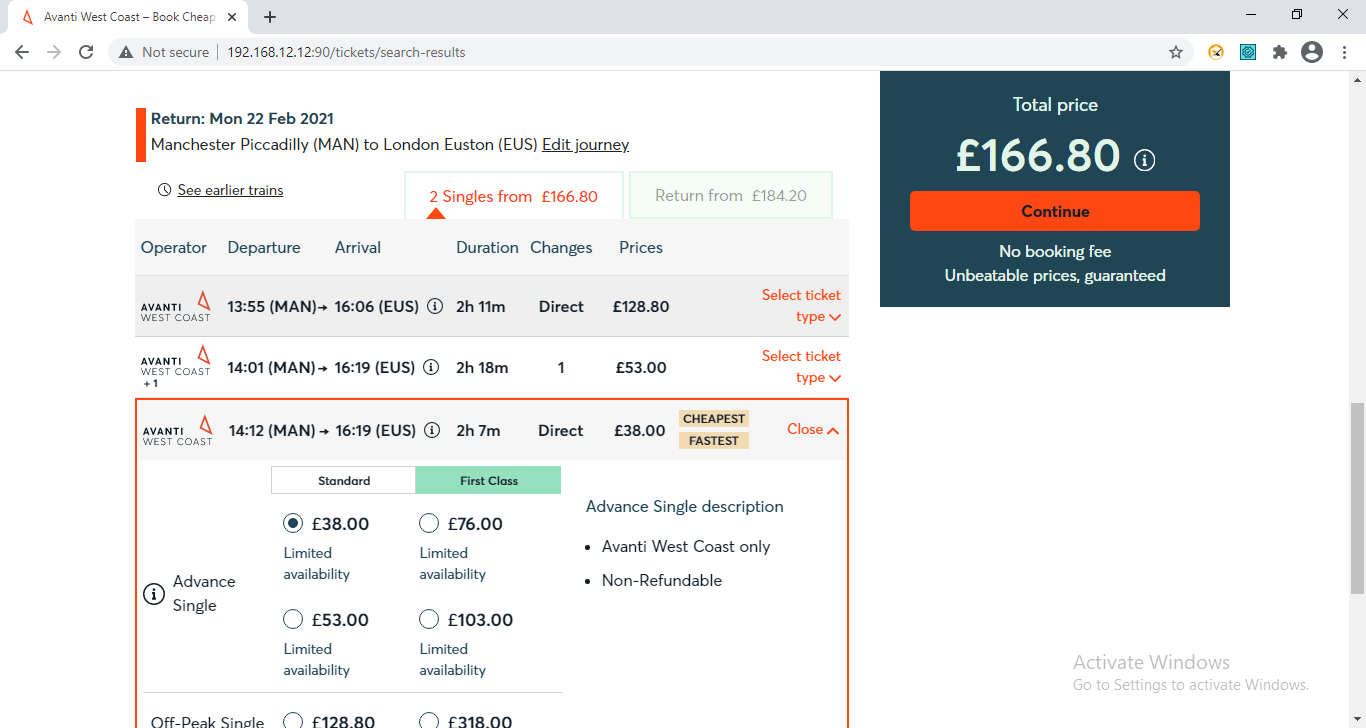 Avanti West Coast – Book Cheap
Not secure
192.168.12.12:90/tickets/search-results
Return: Mon 22 Feb 2021
Manchester Piccadilly (MAN) to London Euston (EUS) Edit journey
See earlier trains
2 Singles from £166.80
Return from £184.20
Operator Departure Arrival Duration Changes Prices
AVANTI
WEST COAST
13:55 (MAN)→ 16:06 (EUS) 2h 11m Direct £128.80
Select ticket
type
AVANTI
WEST COAST
+ 1
14:01 (MAN)→ 16:19 (EUS) 2h 18m 1 £53.00
Select ticket
type
AVANTI
WEST COAST
14:12 (MAN) → 16:19 (EUS) 2h 7m Direct £38.00
CHEAPEST
FASTEST
Close
Standard First Class
Advance
Single
£38.00
Limited
availability
£76.00
Limited
availability
£53.00
Limited
availability
£103.00
Limited
availability
Advance Single description
• Avanti West Coast only
• Non-Refundable
Off-Peak Single £128.80 £318.00
Total price
£166.80
Continue
No booking fee
Unbeatable prices, guaranteed
Activate Windows
Go to Settings to activate Windows.